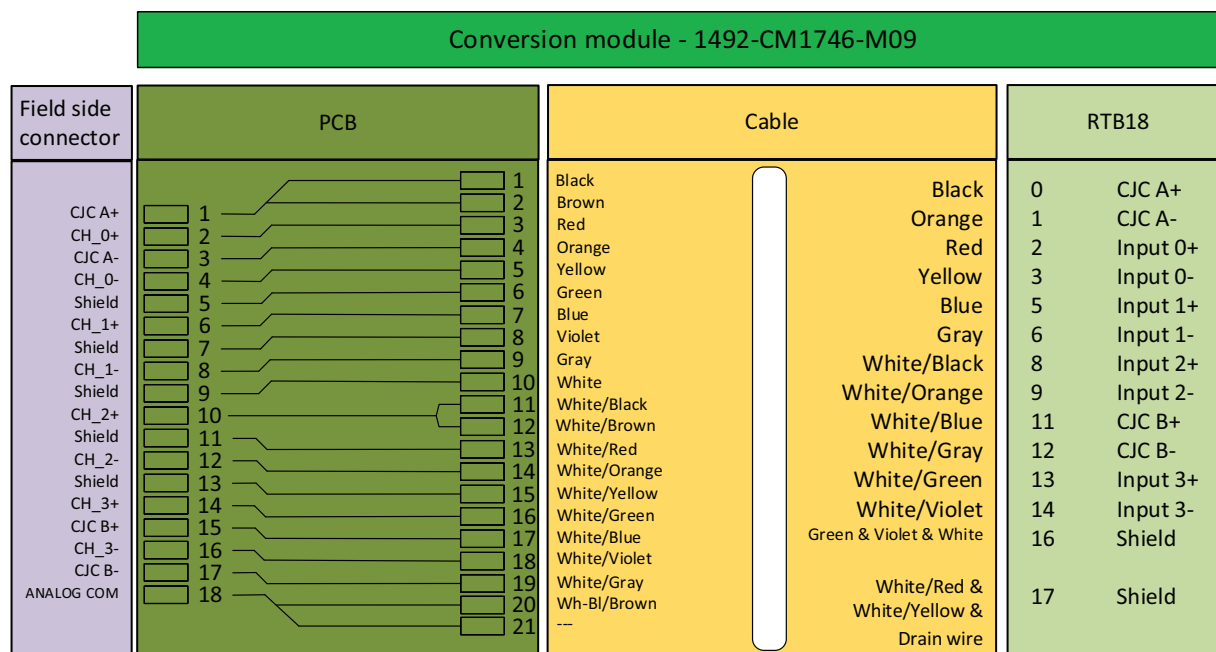 Conversion module - 1492-CM1746-M09
Field side
connector
PCB
Cable
RTB18
CJC A+ 1
CH_0+ 2
CJC A- 3
CH_0- 4
Shield 5
CH_1+ 6
Shield 7
CH_1- 8
Shield 9
CH_2+ 10
Shield 11
CH_2- 12
Shield 13
CH_3+ 14
CJC B+ 15
CH_3- 16
CJC B- 17
ANALOG COM 18
1 Black
2 Brown
3 Red
4 Orange
5 Yellow
6 Green
7 Blue
8 Violet
9 Gray
10 White
11 White/Black
12 White/Brown
13 White/Red
14 White/Orange
15 White/Yellow
16 White/Green
17 White/Blue
18 White/Violet
19 White/Gray
20 Wh-Bl/Brown
21 ---
Black 0 CJC A+
Orange 1 CJC A-
Red 2 Input 0+
Yellow 3 Input 0-
Blue 5 Input 1+
Gray 6 Input 1-
White/Black 8 Input 2+
White/Orange 9 Input 2-
White/Blue 11 CJC B+
White/Gray 12 CJC B-
White/Green 13 Input 3+
White/Violet 14 Input 3-
Green & Violet & White 16 Shield
White/Red &
White/Yellow & 17 Shield
Drain wire